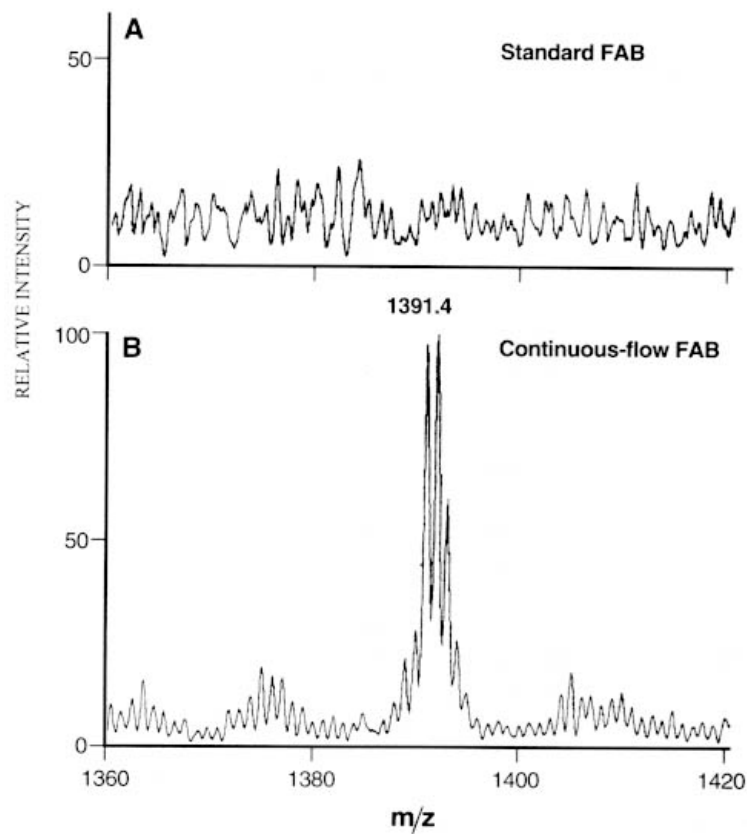 A
Standard FAB
50
0
RELATIVE INTENSITY
1391.4
100
B
Continuous-flow FAB
50
0
1360
1380
1400
1420
m/z